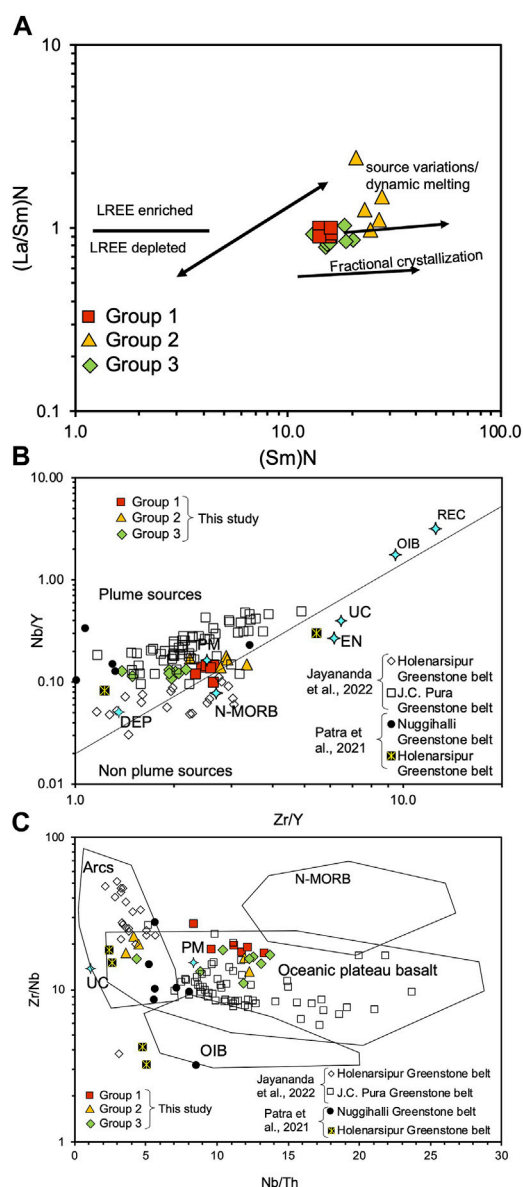 A
10
1
0.1
(La/Sm)N
LREE enriched
LREE depleted
source variations/
dynamic melting
Fractional crystallization
Group 1
Group 2
Group 3
1.0
10.0
100.0
(Sm)N
B
10.00
1.00
0.10
0.01
Nb/Y
Group 1
Group 2
Group 3
This study
REC
OIB
Plume sources
UC
EN
PM
N-MORB
DEP
Non plume sources
Jayananda
et al., 2022
Holenarsipur
Greenstone belt
J.C. Pura
Greenstone belt
Patra et
al., 2021
Nuggihalli
Greenstone belt
Holenarsipur
Greenstone belt
1.0
10.0
Zr/Y
C
100
10
1
Zr/Nb
Arcs
N-MORB
PM
UC
Oceanic plateau basalt
OIB
Group 1
Group 2
Group 3
This study
Jayananda
et al., 2022
Holenarsipur Greenstone belt
J.C. Pura Greenstone belt
Patra et
al., 2021
Nuggihalli Greenstone belt
Holenarsipur Greenstone belt
0
5
10
15
20
25
30
Nb/Th